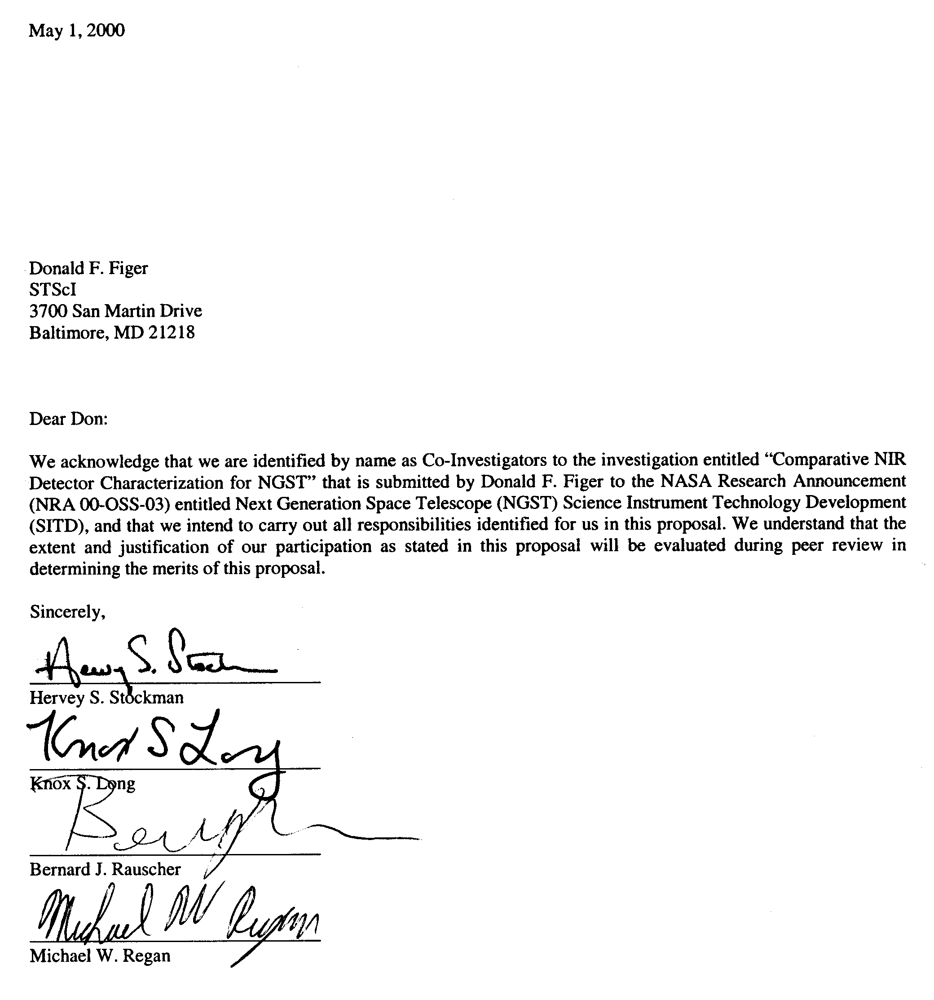 May 1, 2000
Donald F. Figer
STScI
3700 San Martin Drive
Baltimore, MD 21218
Dear Don:
We acknowledge that we are identified by name as Co-Investigators to the investigation entitled “Comparative NIR
Detector Characterization for NGST” that is submitted by Donald F. Figer to the NASA Research Announcement
(NRA 00-OSS-03) entitled Next Generation Space Telescope (NGST) Science Instrument Technology Development
(SITD), and that we intend to carry out all responsibilities identified for us in this proposal. We understand that the
extent and justification of our participation as stated in this proposal will be evaluated during peer review in
determining the merits of this proposal.
Sincerely,
Hervey S. Stockman
Knox S Long
Knox S. Long
Bernard J. Rauscher
Michael W Regan
Michael W. Regan